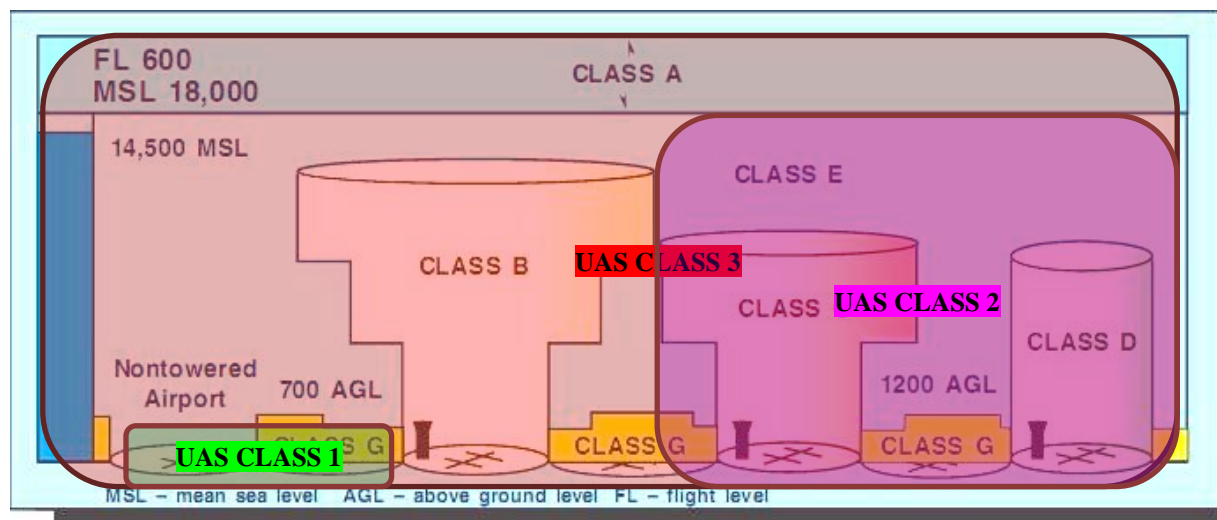 FL 600
MSL 18,000
CLASS A
14,500 MSL
CLASS E
CLASS B
UAS CLASS 3
CLASS
UAS CLASS 2
CLASS D
Nontowered
Airport
700 AGL
1200 AGL
CLASS G
UAS CLASS 1
CLASS G
CLASS G
MSL – mean sea level AGL – above ground level FL – flight level